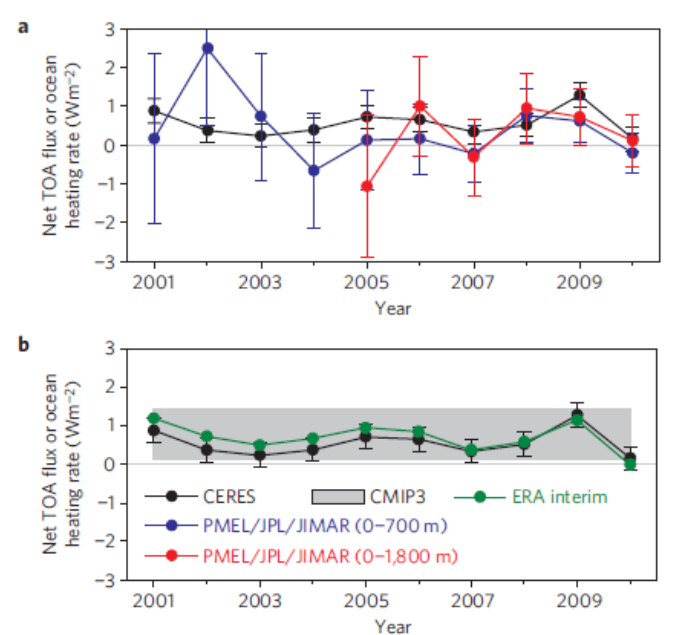 a
Net TOA flux or ocean
heating rate (Wm−2)
3
2
1
0
−1
−2
−3
2001 2003 2005 2007 2009
Year
b
Net TOA flux or ocean
heating rate (Wm−2)
3
2
1
0
−1
−2
−3
CERES CMIP3 ERA interim
PMEL/JPL/JIMAR (0–700 m)
PMEL/JPL/JIMAR (0–1,800 m)
2001 2003 2005 2007 2009
Year